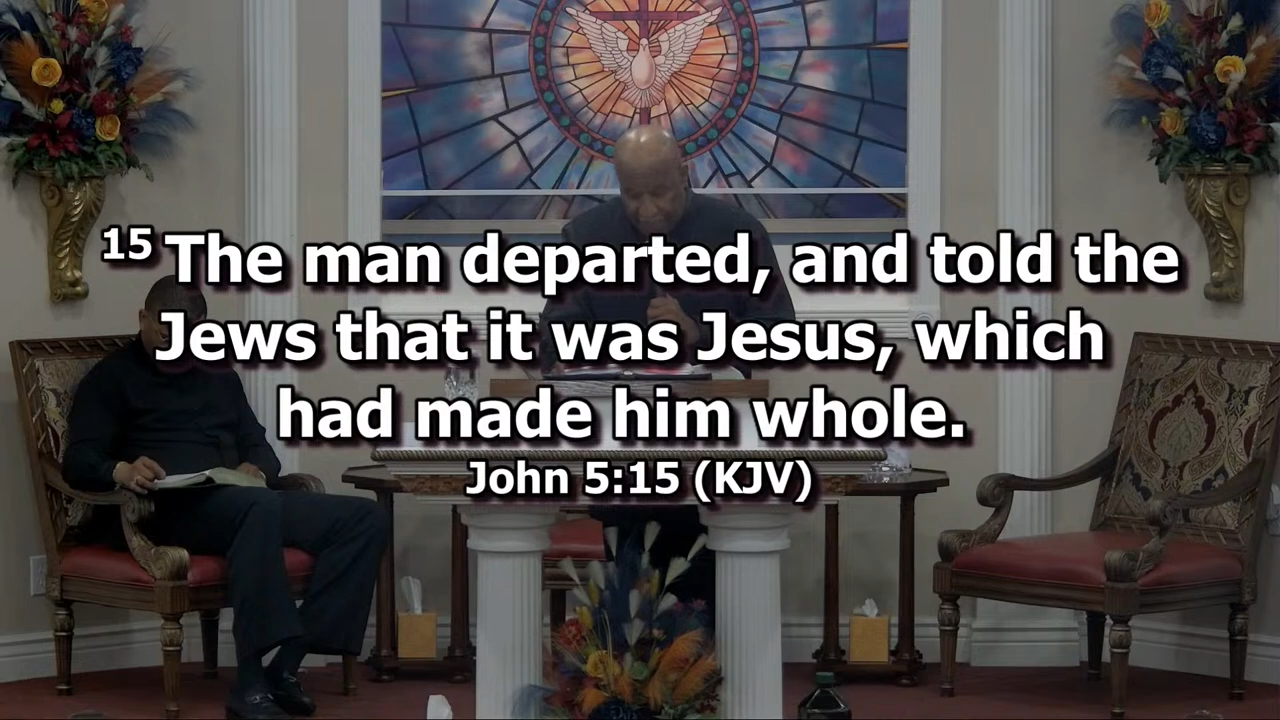 15 The man departed, and told the
Jews that it was Jesus, which
had made him whole.
John 5:15 (KJV)